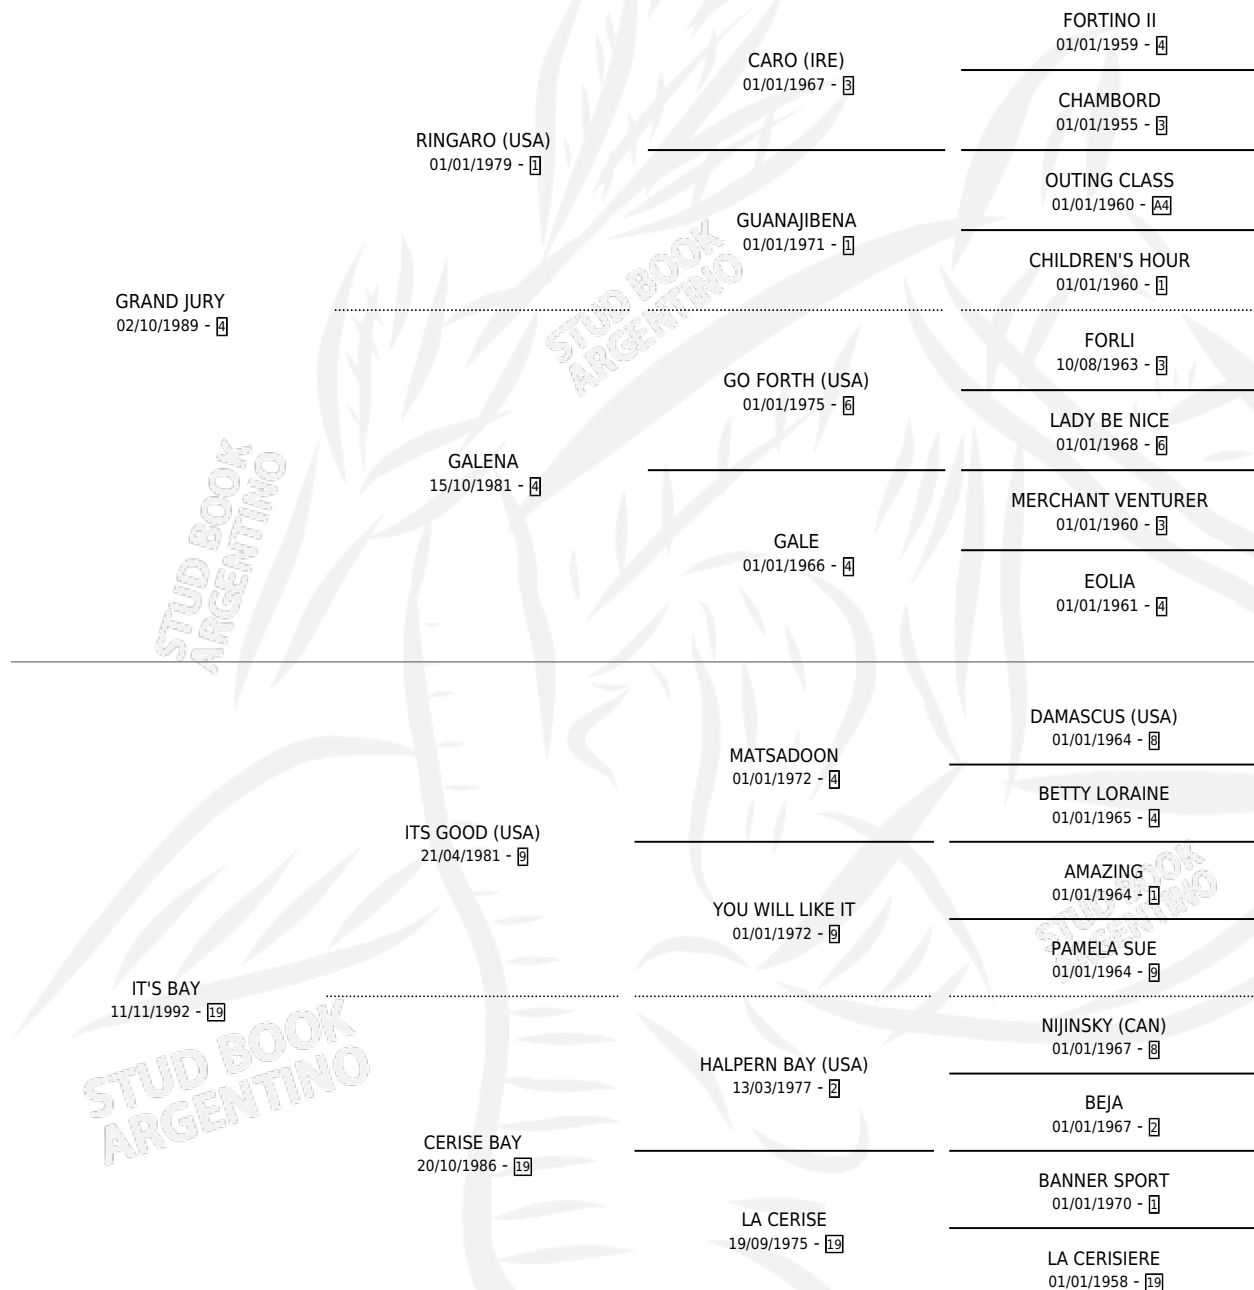 FORTINO II
01/01/1959 - 4
CARO (IRE)
01/01/1967 - 3
CHAMBORD
01/01/1955 - 3
RINGARO (USA)
01/01/1979 - 1
OUTING CLASS
01/01/1960 - A4
GUANAJIBENA
01/01/1971 - 1
CHILDREN'S HOUR
01/01/1960 - 1
GRAND JURY
02/10/1989 - 4
STUD BOOK
ARGENTINO
FORLI
10/08/1963 - 3
GO FORTH (USA)
01/01/1975 - 6
LADY BE NICE
01/01/1968 - 6
GALENA
15/10/1981 - 4
MERCHANT VENTURER
01/01/1960 - 3
GALE
01/01/1966 - 4
EOLIA
01/01/1961 - 4
STUD BOOK
ARGENTINO
DAMASCUS (USA)
01/01/1964 - 8
MATSADOON
01/01/1972 - 4
BETTY LORAINE
01/01/1965 - 4
ITS GOOD (USA)
21/04/1981 - 9
AMAZING
01/01/1964 - 1
YOU WILL LIKE IT
01/01/1972 - 9
STUD BOOK
ARGENTINO
PAMELA SUE
01/01/1964 - 9
IT'S BAY
11/11/1992 - 19
NIJINSKY (CAN)
01/01/1967 - 8
HALPERN BAY (USA)
13/03/1977 - 2
STUD BOOK
ARGENTINO
BEJA
01/01/1967 - 2
CERISE BAY
20/10/1986 - 19
BANNER SPORT
01/01/1970 - 1
LA CERISE
19/09/1975 - 19
LA CERISIERE
01/01/1958 - 19